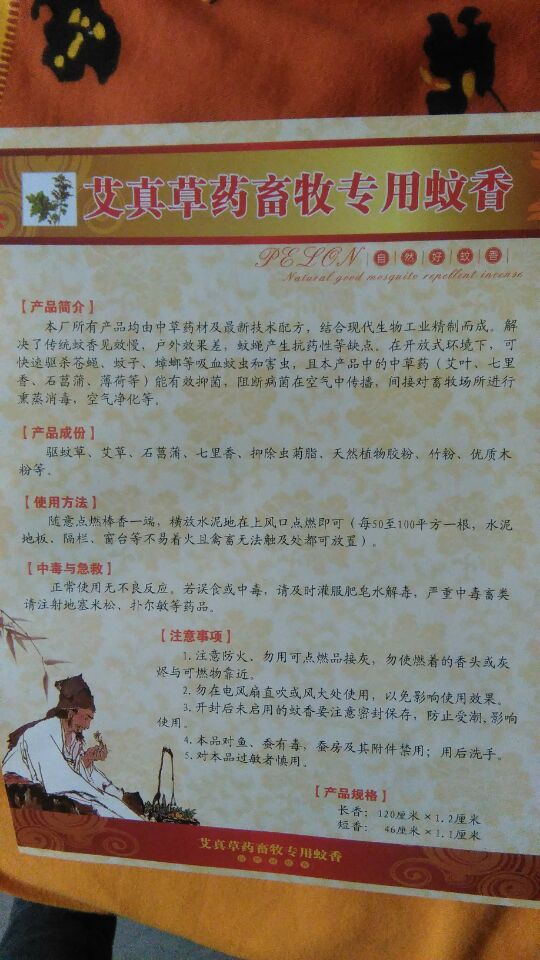 艾真草药畜牧专用蚊香
PELON 自然好蚊香
Natural good mosquito repellent incense
【产品简介】
本厂所有产品均由中草药材及最新技术配方，结合现代生物工业精制而成。解
决了传统蚊香见效慢，户外效果差，蚊蝇产生抗药性等缺点。在开放式环境下，可
快速驱杀苍蝇、蚊子、蟑螂等吸血蚊虫和害虫，且本产品中的中草药（艾叶、七里
香、石菖蒲、薄荷等）能有效抑菌，阻断病菌在空气中传播，间接对畜牧场所进行
熏蒸消毒，空气净化等。
【产品成份】
驱蚊草、艾草、石菖蒲、七里香、抑除虫菊脂、天然植物胶粉、竹粉、优质木
粉等。
【使用方法】
随意点燃棒香一端，横放水泥地在上风口点燃即可（每50至100平方一根，水泥
地板、隔栏、窗台等不易着火且禽畜无法触及处都可放置）。
【中毒与急救】
正常使用无不良反应。若误食或中毒，请及时灌服肥皂水解毒，严重中毒畜类
请注射地塞米松、扑尔敏等药品。
【注意事项】
1.注意防火、勿用可点燃品接灰，勿使燃着的香头或灰
烬与可燃物靠近。
2.勿在电风扇直吹或风大处使用，以免影响使用效果。
3.开封后未启用的蚊香要注意密封保存，防止受潮，影响
使用。
4.本品对鱼、蚕有毒，蚕房及其附件禁用；用后洗手。
5.对本品过敏者慎用。
【产品规格】
长香：120厘米×1.2厘米
短香：46厘米×1.1厘米
艾真草药畜牧专用蚊香